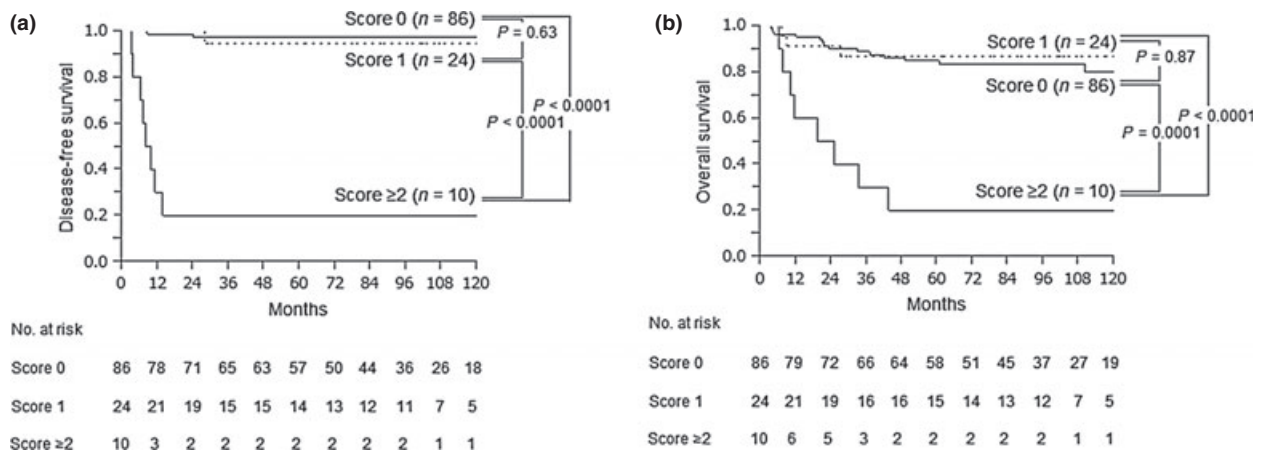 (a)
Score 0 (n = 86)
P = 0.63
Score 1 (n = 24)
P < 0.0001
P < 0.0001
Score ≥2 (n = 10)
Disease-free survival
1.0
0.8
0.6
0.4
0.2
0.0
0 12 24 36 48 60 72 84 96 108 120
Months
No. at risk
Score 0 86 78 71 65 63 57 50 44 36 26 18
Score 1 24 21 19 15 15 14 13 12 11 7 5
Score ≥2 10 3 2 2 2 2 2 2 2 1 1
(b)
Score 1 (n = 24)
P = 0.87
Score 0 (n = 86)
P < 0.0001
P = 0.0001
Score ≥2 (n = 10)
Overall survival
1.0
0.8
0.6
0.4
0.2
0.0
0 12 24 36 48 60 72 84 96 108 120
Months
No. at risk
Score 0 86 79 72 66 64 58 51 45 37 27 19
Score 1 24 21 19 16 16 15 14 13 12 7 5
Score ≥2 10 6 5 3 2 2 2 2 2 1 1